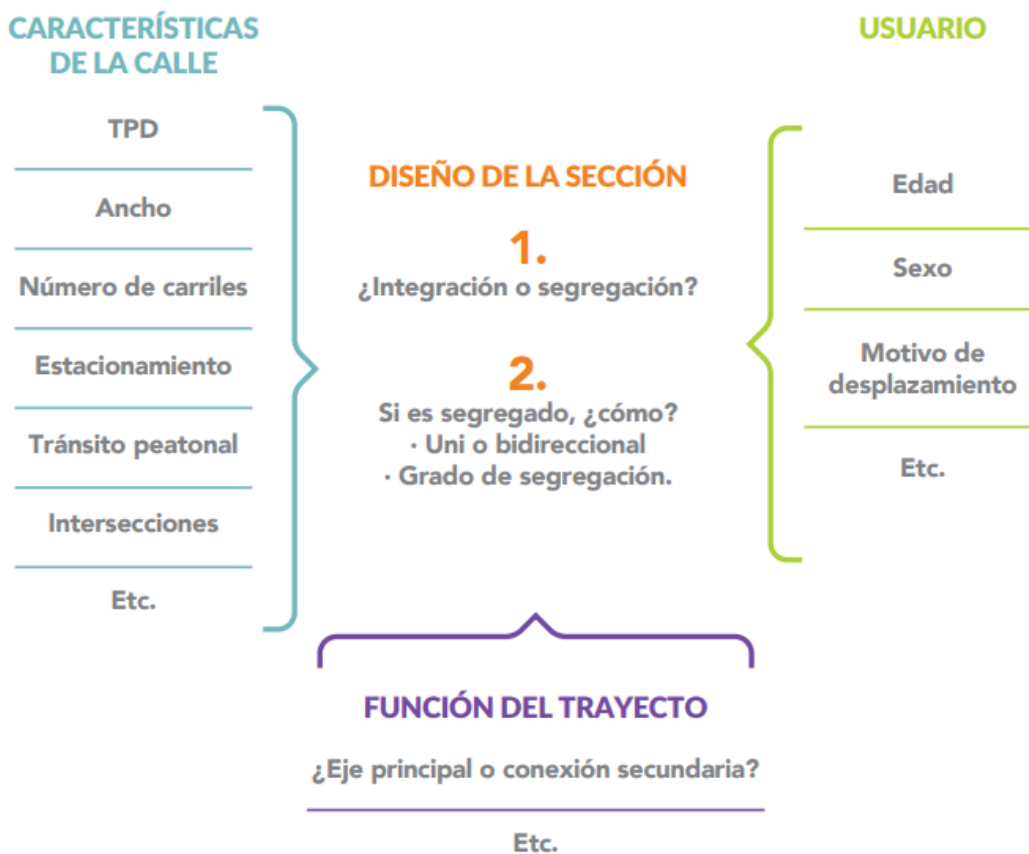 CARACTERÍSTICAS
DE LA CALLE
TPD
Ancho
Número de carriles
Estacionamiento
Tránsito peatonal
Intersecciones
Etc.
DISEÑO DE LA SECCIÓN
1.
¿Integración o segregación?
2.
Si es segregado, ¿cómo?
· Uni o bidireccional
· Grado de segregación.
USUARIO
Edad
Sexo
Motivo de
desplazamiento
Etc.
FUNCIÓN DEL TRAYECTO
¿Eje principal o conexión secundaria?
Etc.